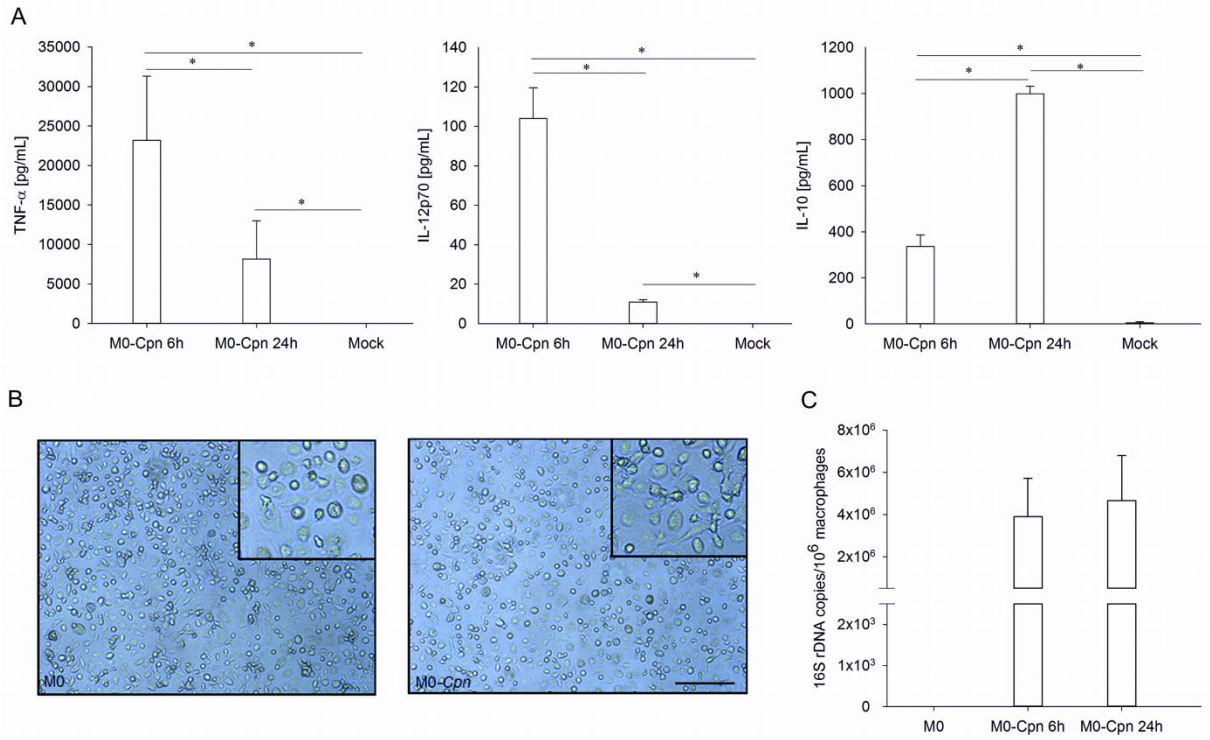 A
35000
30000
25000
20000
15000
10000
5000
0
TNF-α [pg/mL]
*
*
*
M0-Cpn 6h M0-Cpn 24h Mock
140
120
100
80
60
40
20
0
IL-12p70 [pg/mL]
*
*
*
M0-Cpn 6h M0-Cpn 24h Mock
1200
1000
800
600
400
200
0
IL-10 [pg/mL]
*
*
*
M0-Cpn 6h M0-Cpn 24h Mock
B
M0
M0-Cpn
C
8x10⁶
6x10⁶
4x10⁶
2x10⁶
2x10³
1x10³
0
16S rDNA copies/10⁶ macrophages
M0 M0-Cpn 6h M0-Cpn 24h